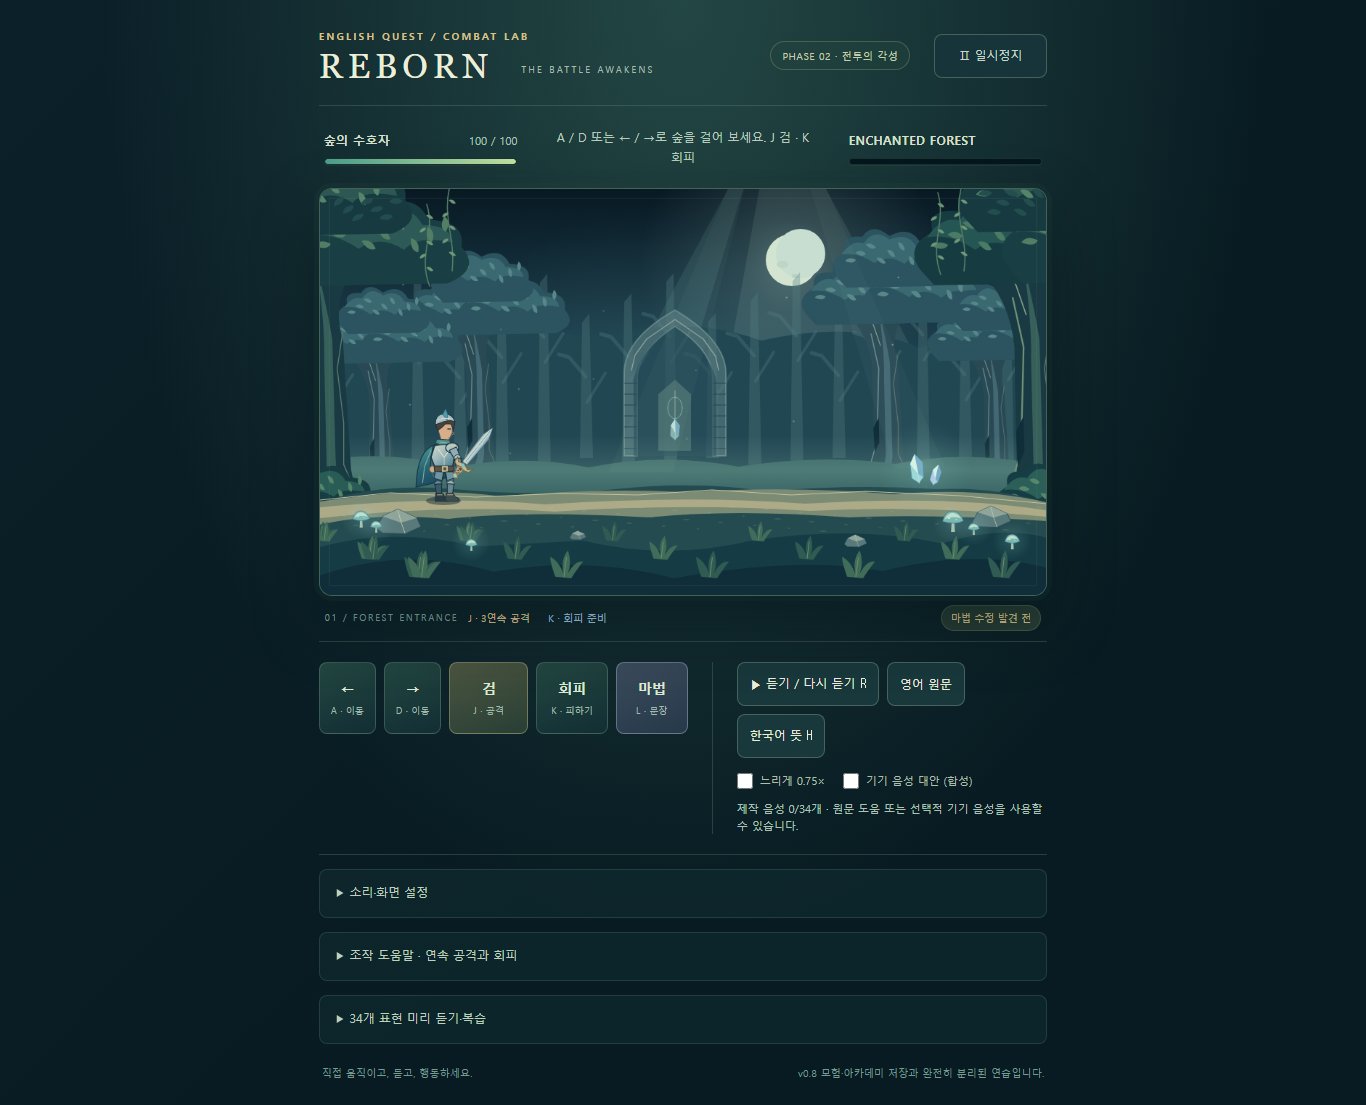 ENGLISH QUEST / COMBAT LAB
REBORN
THE BATTLE AWAKENS
PHASE 02 · 전투의 각성
Ⅱ 일시정지
숲의 수호자
100 / 100
A / D 또는 ← / →로 숲을 걸어 보세요. J 검 · K
회피
ENCHANTED FOREST
01 / FOREST ENTRANCE
J · 3연속 공격
K · 회피 준비
마법 수정 발견 전
←
A · 이동
→
D · 이동
검
J · 공격
회피
K · 피하기
마법
L · 문장
▶ 듣기 / 다시 듣기 R
영어 원문
한국어 뜻 H
느리게 0.75×
기기 음성 대안 (합성)
제작 음성 0/34개 · 원문 도움 또는 선택적 기기 음성을 사용할
수 있습니다.
▶ 소리·화면 설정
▶ 조작 도움말 · 연속 공격과 회피
▶ 34개 표현 미리 듣기·복습
직접 움직이고, 듣고, 행동하세요.
v0.8 모험·아카데미 저장과 완전히 분리된 연습입니다.